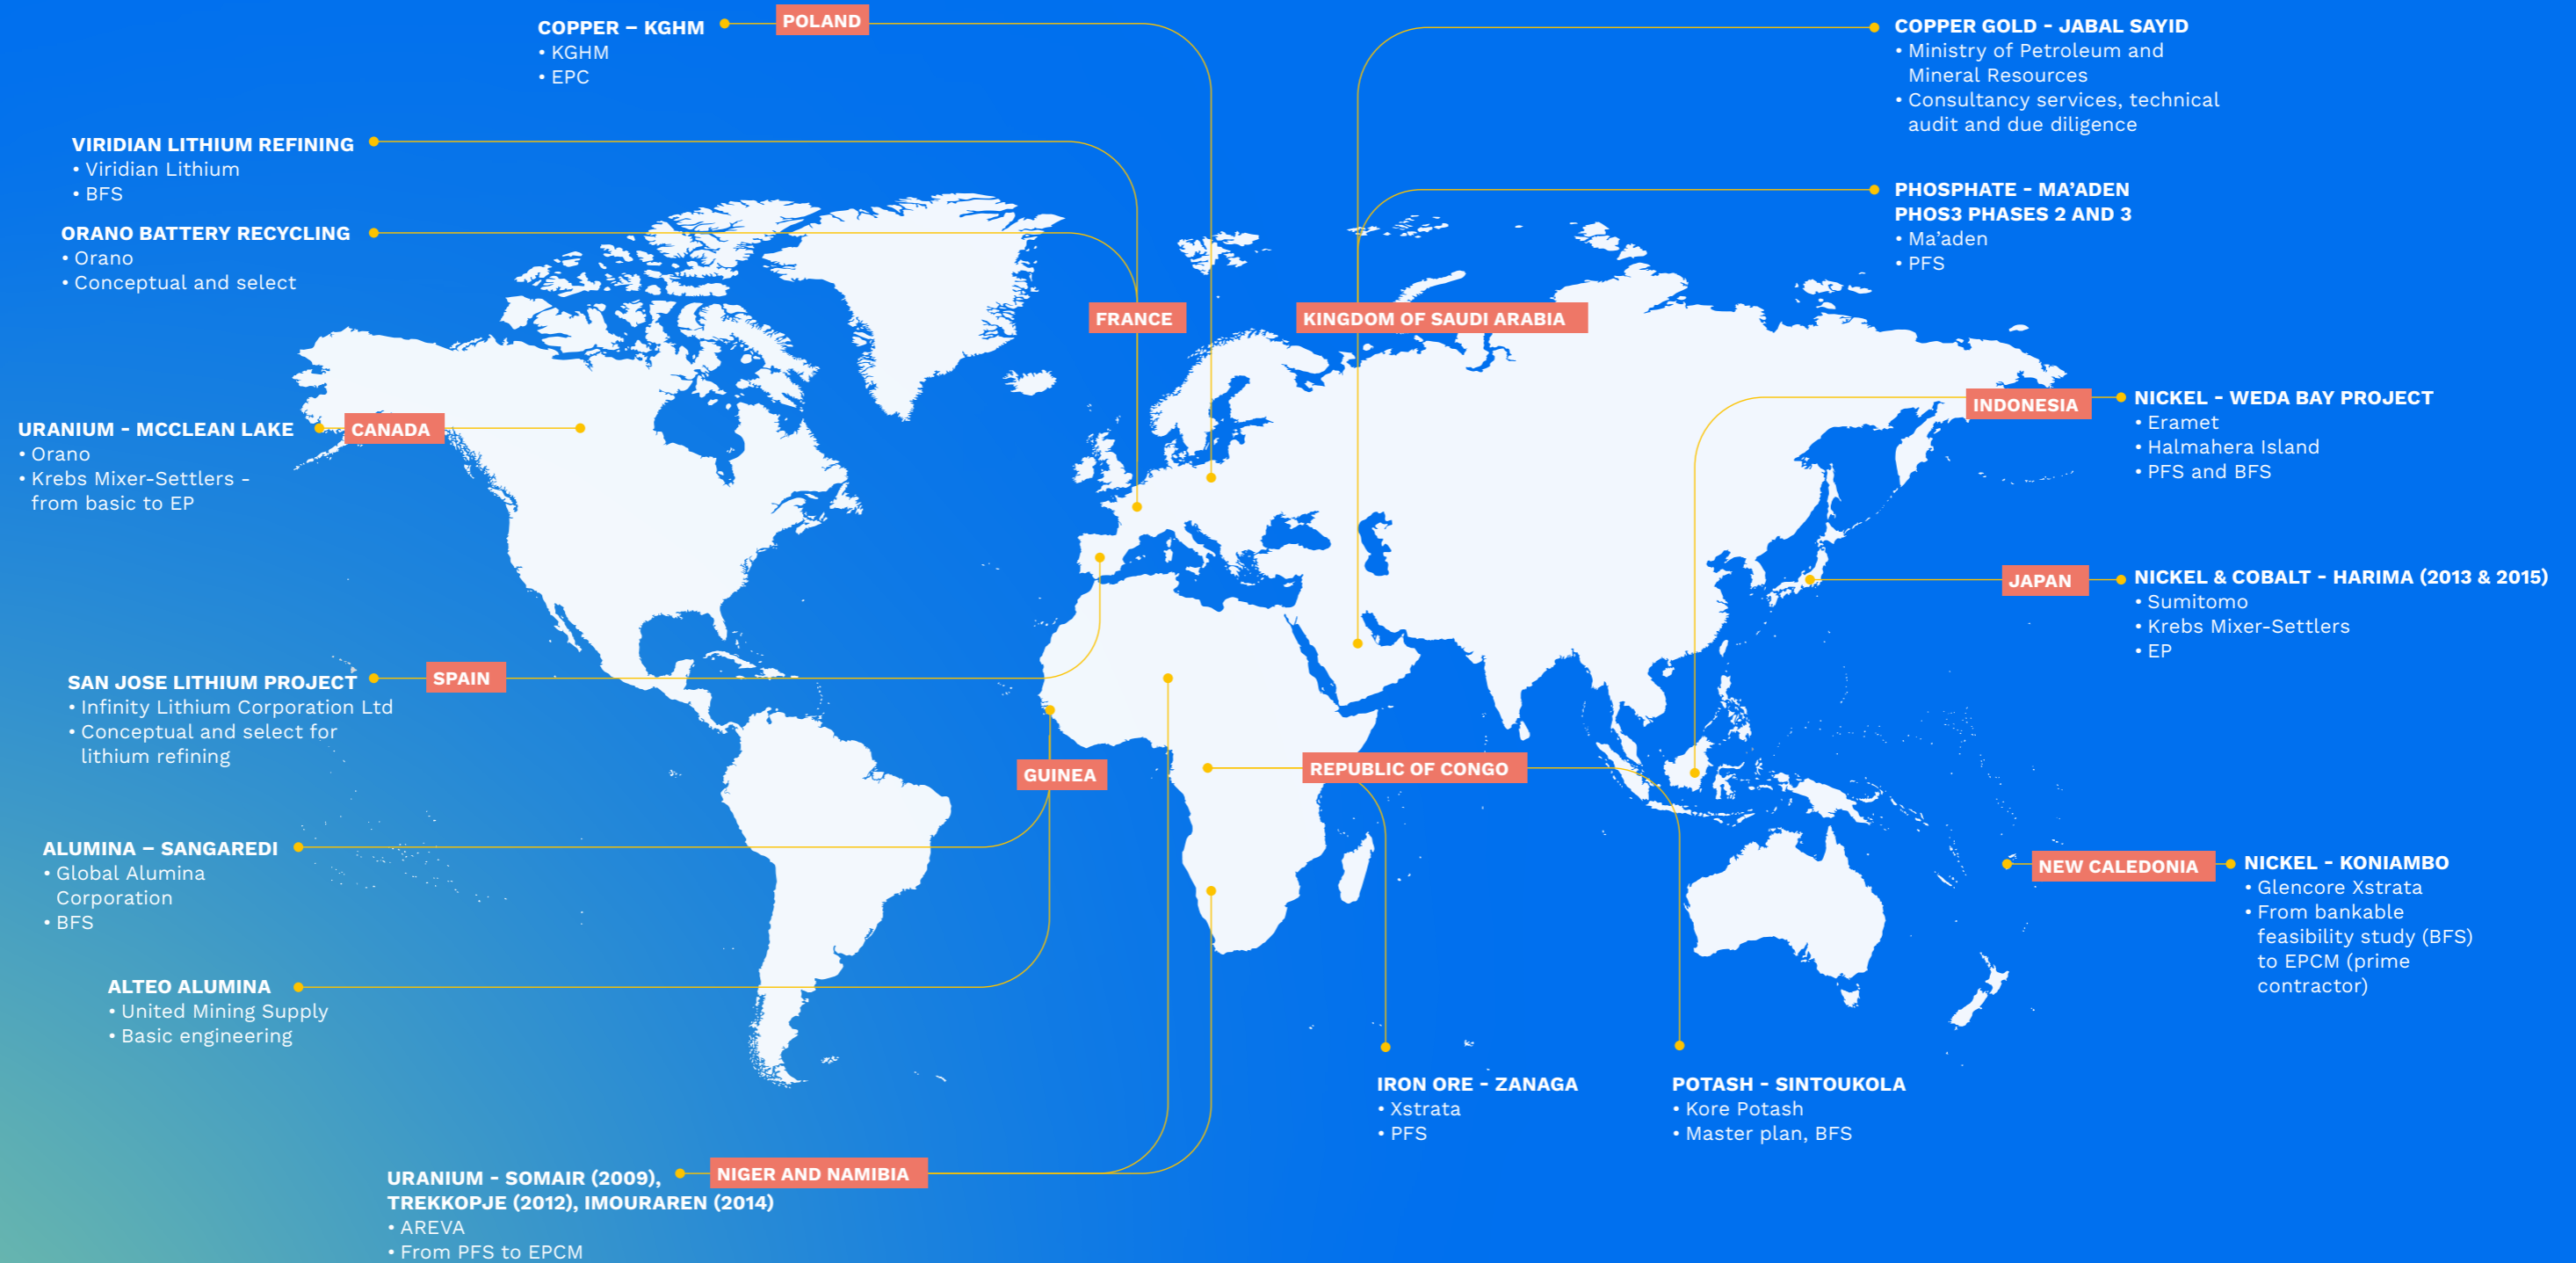 COPPER – KGHM
• KGHM
• EPC
POLAND
COPPER GOLD - JABAL SAYID
• Ministry of Petroleum and
Mineral Resources
• Consultancy services, technical
audit and due diligence
VIRIDIAN LITHIUM REFINING
• Viridian Lithium
• BFS
PHOSPHATE - MA’ADEN
PHOS3 PHASES 2 AND 3
• Ma’aden
• PFS
ORANO BATTERY RECYCLING
• Orano
• Conceptual and select
FRANCE
KINGDOM OF SAUDI ARABIA
URANIUM - MCCLEAN LAKE
• Orano
• Krebs Mixer-Settlers -
from basic to EP
CANADA
INDONESIA
NICKEL - WEDA BAY PROJECT
• Eramet
• Halmahera Island
• PFS and BFS
JAPAN
NICKEL & COBALT - HARIMA (2013 & 2015)
• Sumitomo
• Krebs Mixer-Settlers
• EP
SAN JOSE LITHIUM PROJECT
• Infinity Lithium Corporation Ltd
• Conceptual and select for
lithium refining
SPAIN
GUINEA
REPUBLIC OF CONGO
ALUMINA – SANGAREDI
• Global Alumina
Corporation
• BFS
NEW CALEDONIA
NICKEL - KONIAMBO
• Glencore Xstrata
• From bankable
feasibility study (BFS)
to EPCM (prime
contractor)
ALTEO ALUMINA
• United Mining Supply
• Basic engineering
IRON ORE - ZANAGA
• Xstrata
• PFS
POTASH - SINTOUKOLA
• Kore Potash
• Master plan, BFS
URANIUM - SOMAIR (2009),
TREKKOPJE (2012), IMOURAREN (2014)
• AREVA
• From PFS to EPCM
NIGER AND NAMIBIA